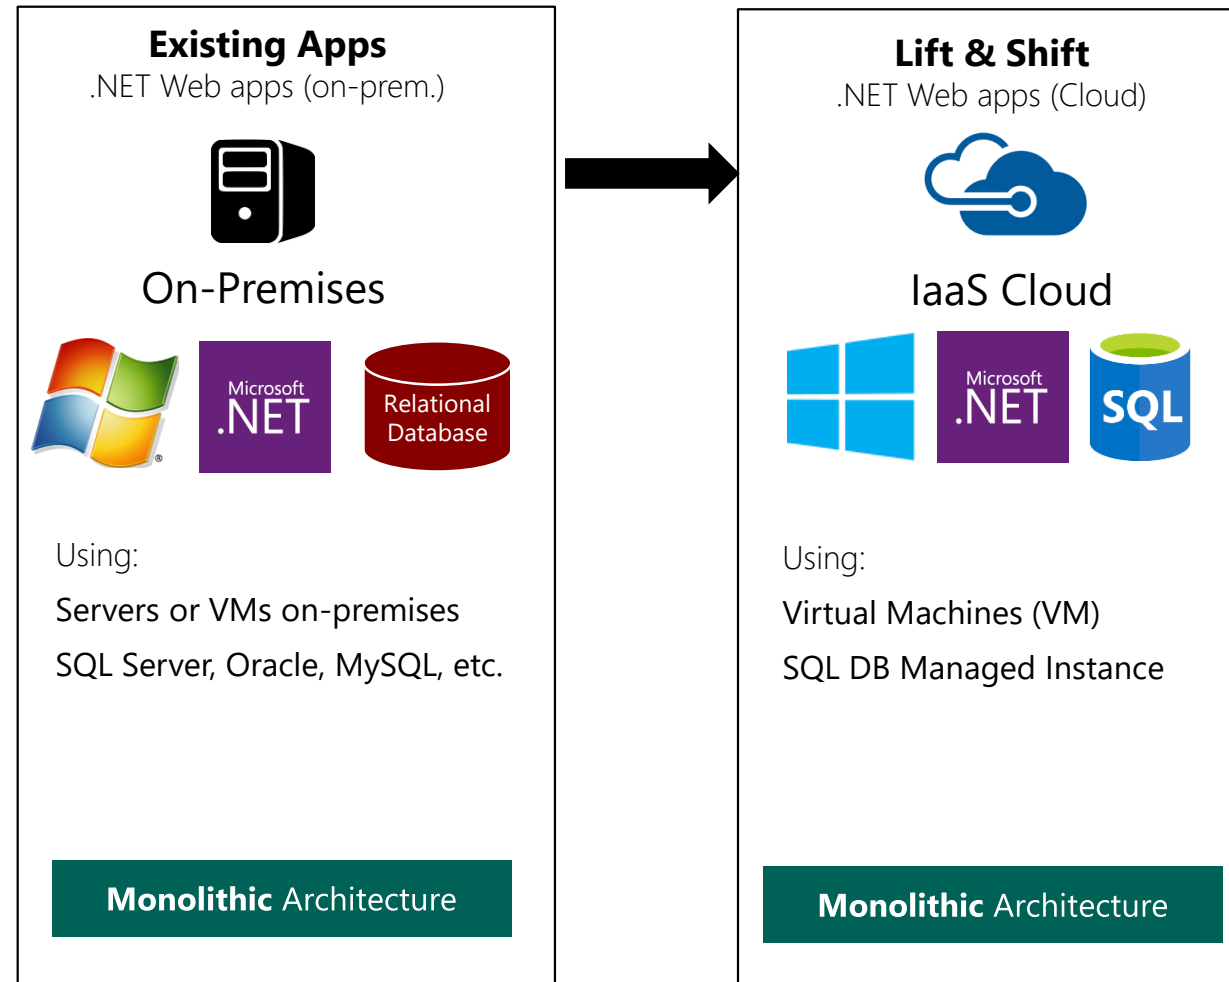 Existing Apps
.NET Web apps (on-prem.)
On-Premises
Microsoft
.NET
Relational
Database
®
Using:
Servers or VMs on-premises
SQL Server, Oracle, MySQL, etc.
Monolithic Architecture
Lift & Shift
.NET Web apps (Cloud)
IaaS Cloud
Microsoft
.NET
SQL
Using:
Virtual Machines (VM)
SQL DB Managed Instance
Monolithic Architecture